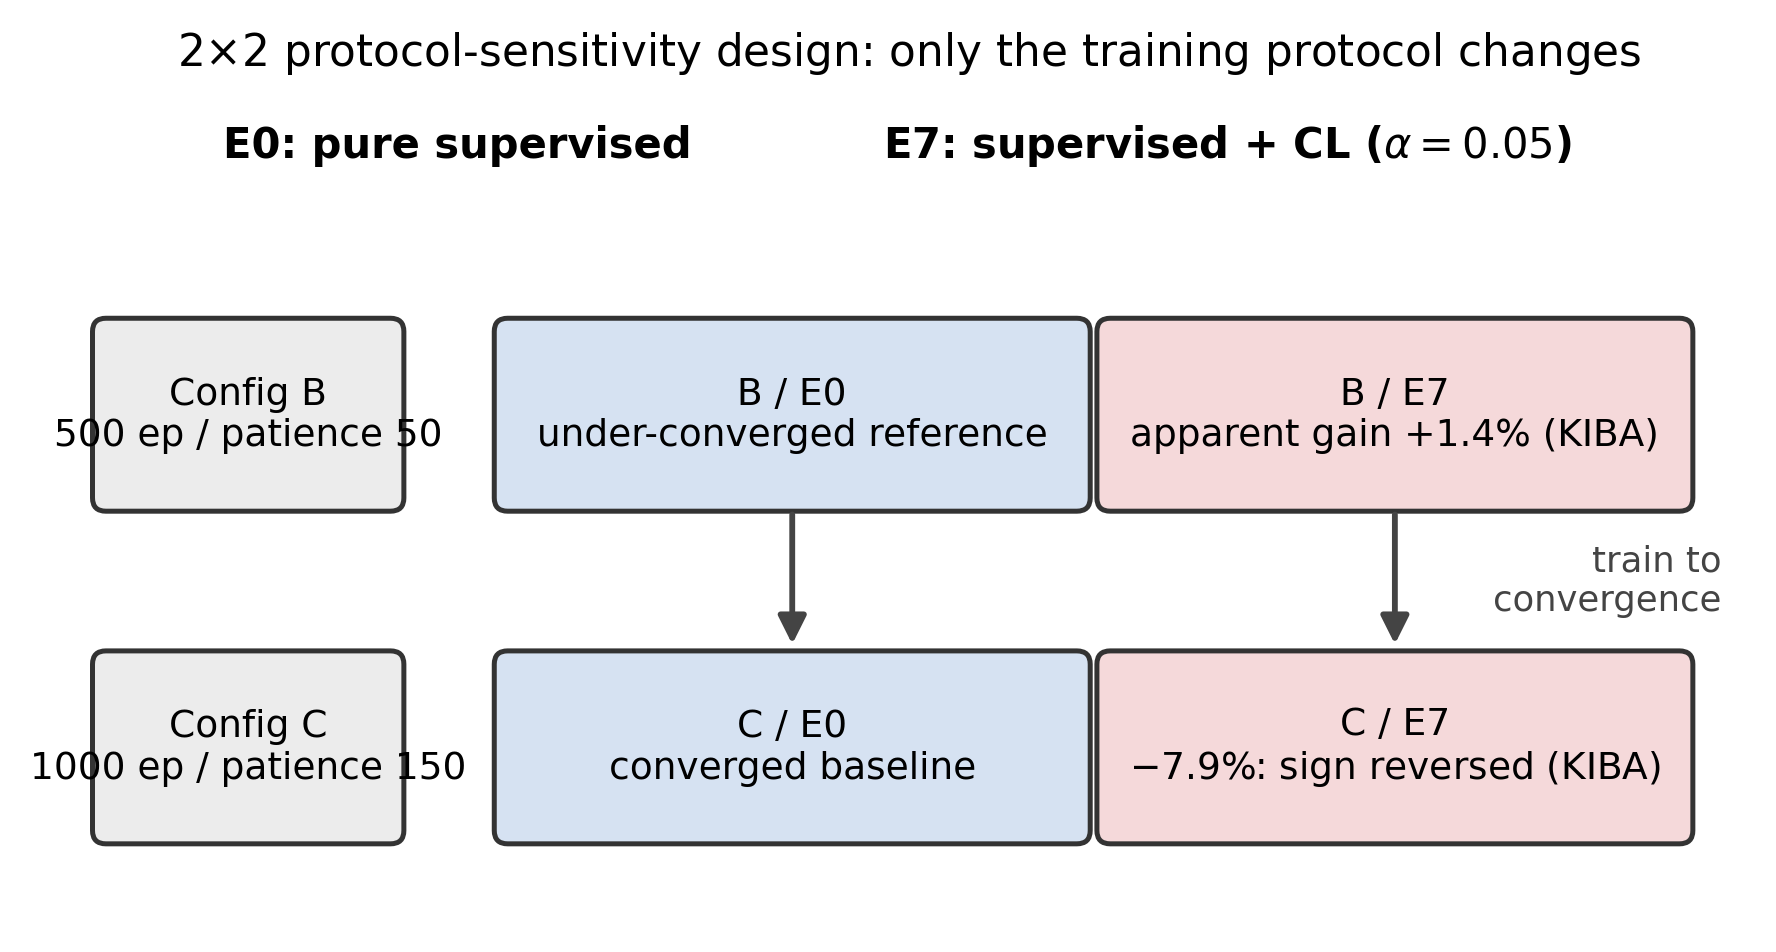 2×2 protocol-sensitivity design: only the training protocol changes
E0: pure supervised
E7: supervised + CL (α = 0.05)
Config B
500 ep / patience 50
B / E0
under-converged reference
B / E7
apparent gain +1.4% (KIBA)
train to
convergence
Config C
1000 ep / patience 150
C / E0
converged baseline
C / E7
−7.9%: sign reversed (KIBA)